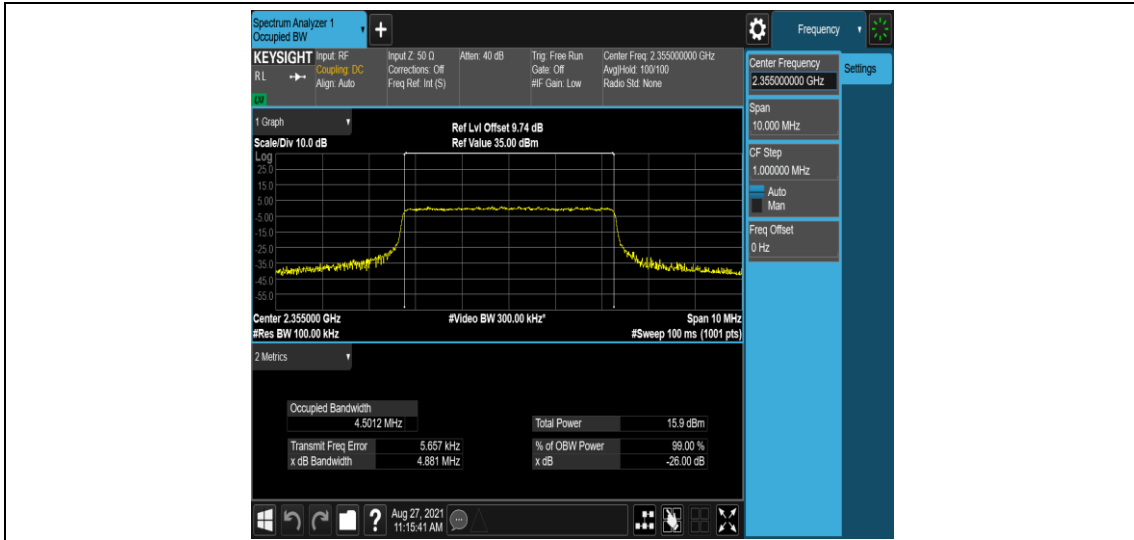 Spectrum Analyzer 1
Occupied BW
+
Frequency
KEYSIGHT
RL
Input: RF
Coupling: DC
Align: Auto
Input Z: 50 Ω
Corrections: Off
Freq Ref: Int (S)
Atten: 40 dB
Trig: Free Run
Gate: Off
#IF Gain: Low
Center Freq: 2.355000000 GHz
Avg|Hold: 100/100
Radio Std: None
Center Frequency
2.355000000 GHz
Settings
Span
10.000 MHz
CF Step
1.000000 MHz
Auto
Man
Freq Offset
0 Hz
1 Graph
Scale/Div 10.0 dB
Ref Lvl Offset 9.74 dB
Ref Value 35.00 dBm
Log
25.0
15.0
5.00
-5.00
-15.0
-25.0
-35.0
-45.0
-55.0
Center 2.355000 GHz
#Res BW 100.00 kHz
#Video BW 300.00 kHz*
Span 10 MHz
#Sweep 100 ms (1001 pts)
2 Metrics
Occupied Bandwidth
4.5012 MHz
Total Power 15.9 dBm
Transmit Freq Error 5.657 kHz
% of OBW Power 99.00 %
x dB Bandwidth 4.881 MHz
x dB -26.00 dB
?
Aug 27, 2021
11:15:41 AM